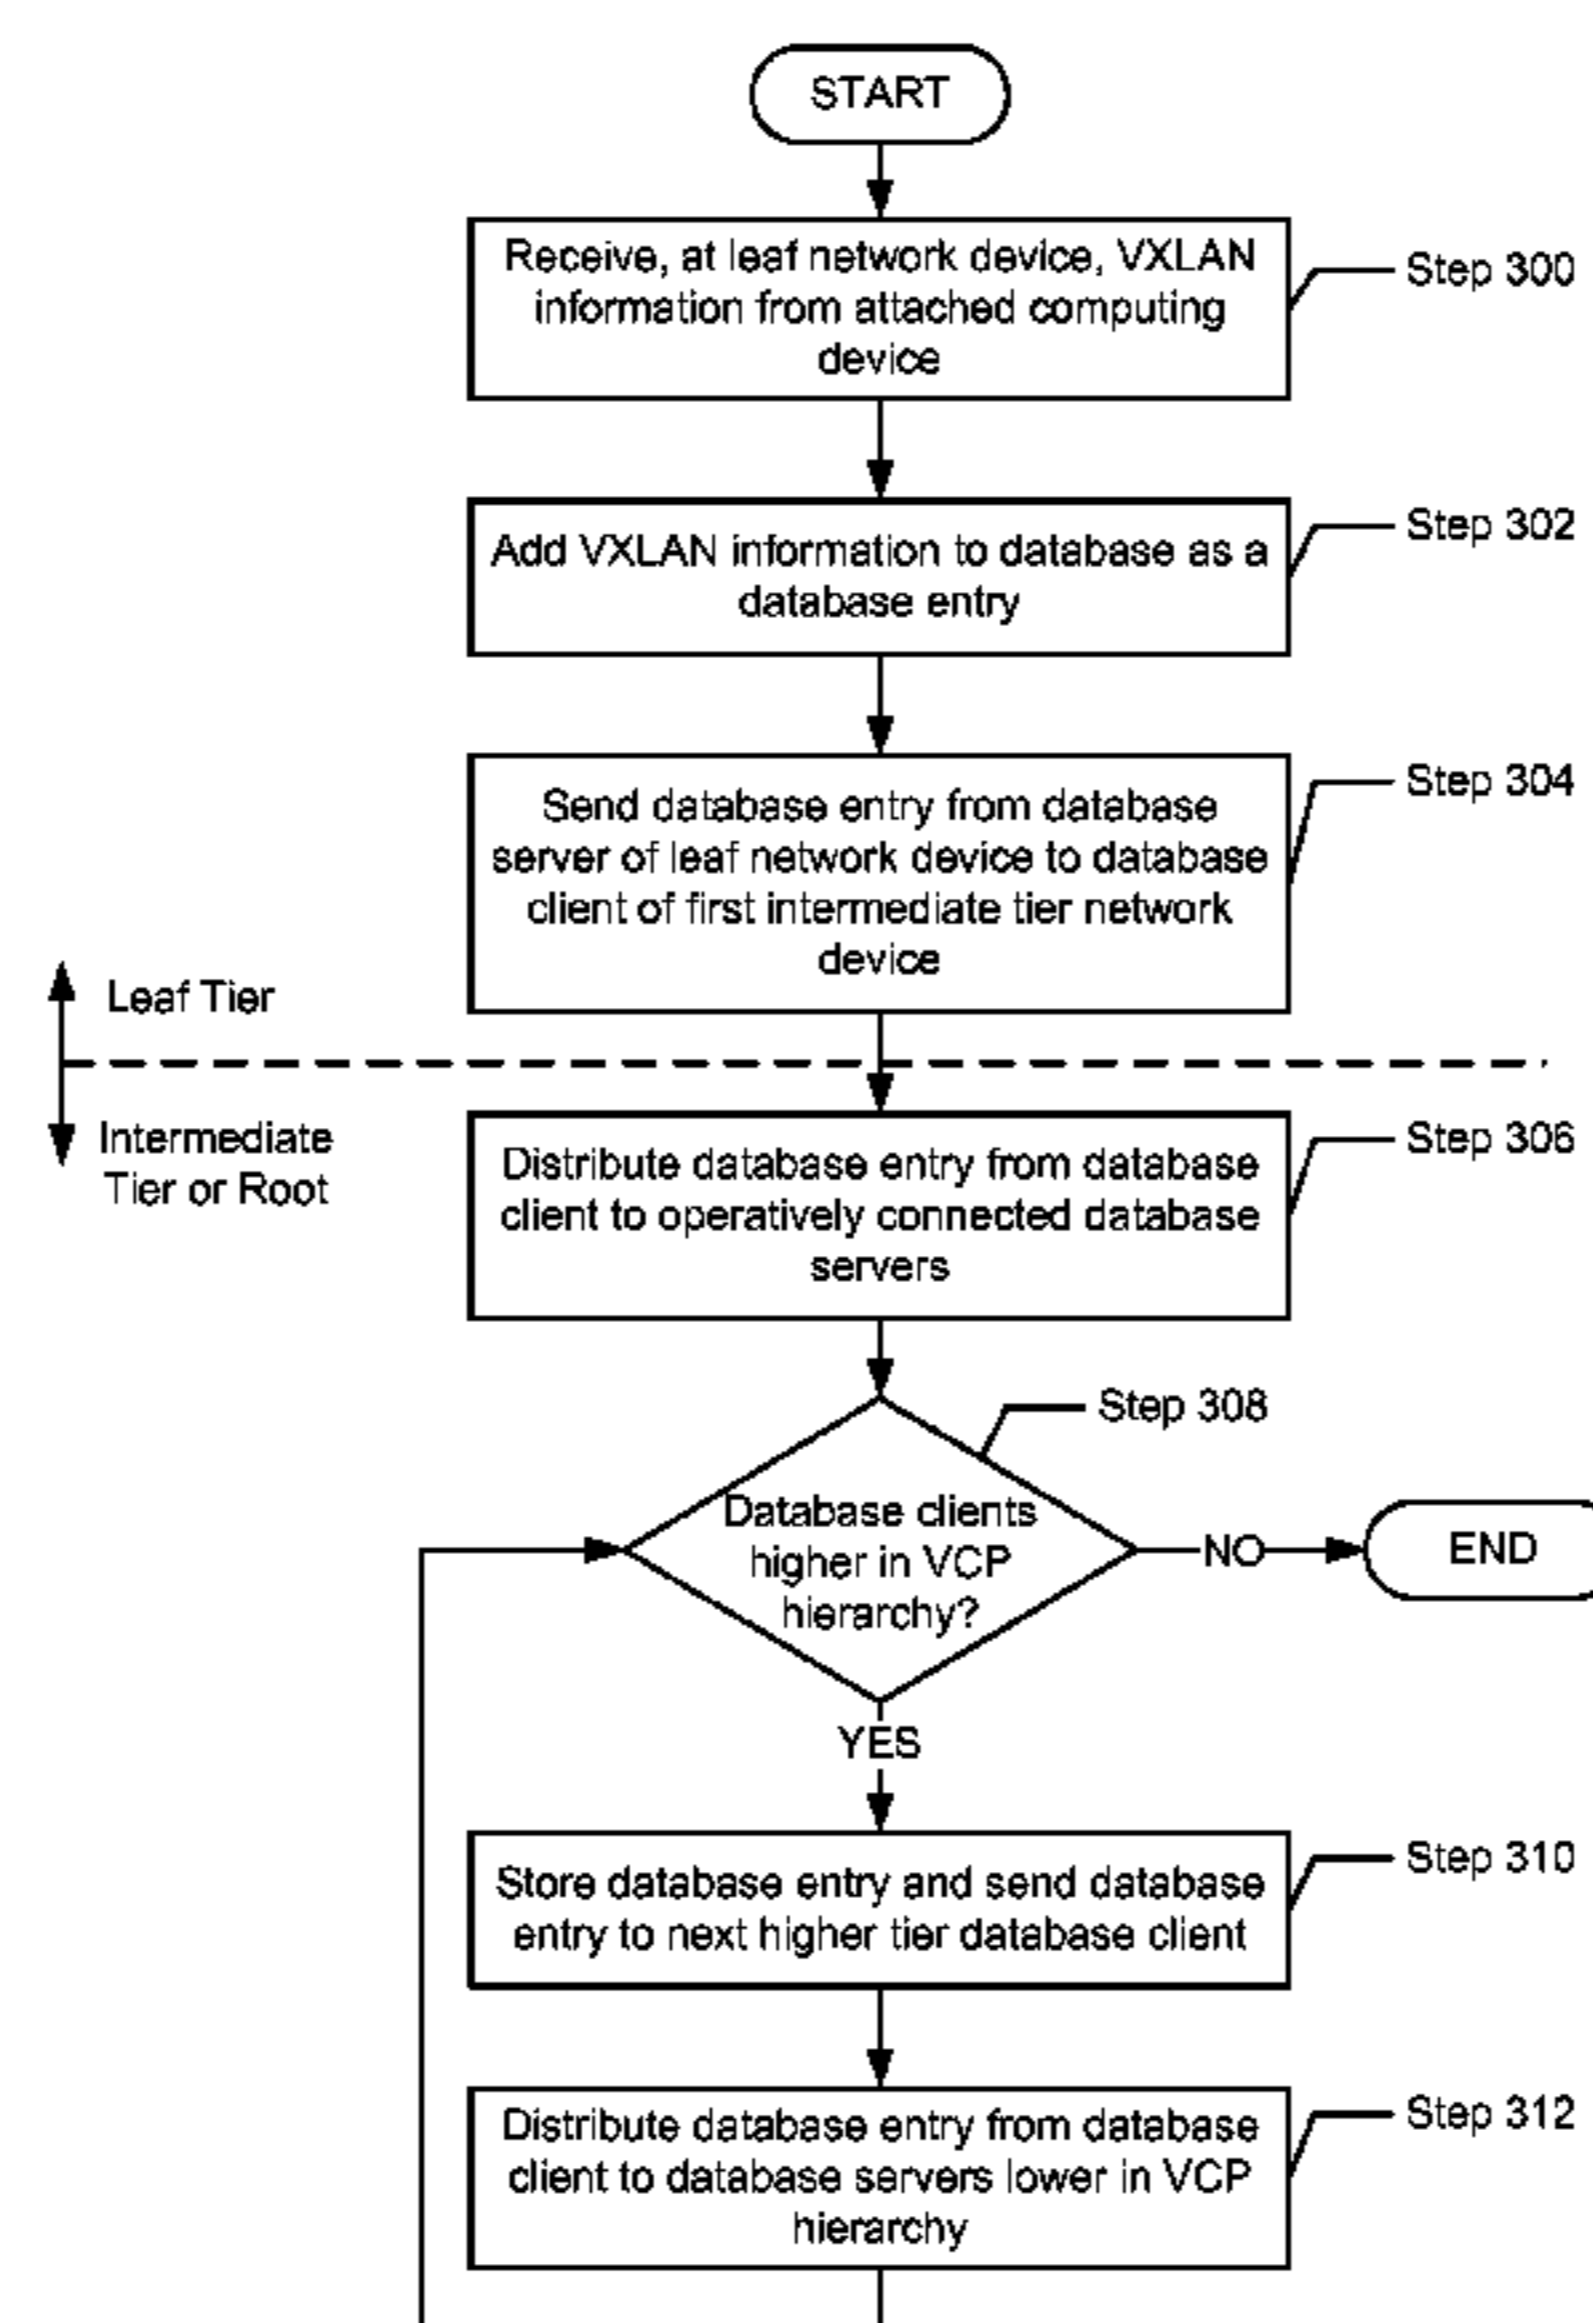 START
Receive, at leaf network device, VXLAN
information from attached computing
device
Step 300
Add VXLAN information to database as a
database entry
Step 302
Send database entry from database
server of leaf network device to database
client of first intermediate tier network
device
Step 304
Leaf Tier
Intermediate
Tier or Root
Distribute database entry from database
client to operatively connected database
servers
Step 306
Step 308
Database clients
higher in VCP
hierarchy?
NO
END
YES
Store database entry and send database
entry to next higher tier database client
Step 310
Distribute database entry from database
client to database servers lower in VCP
hierarchy
Step 312